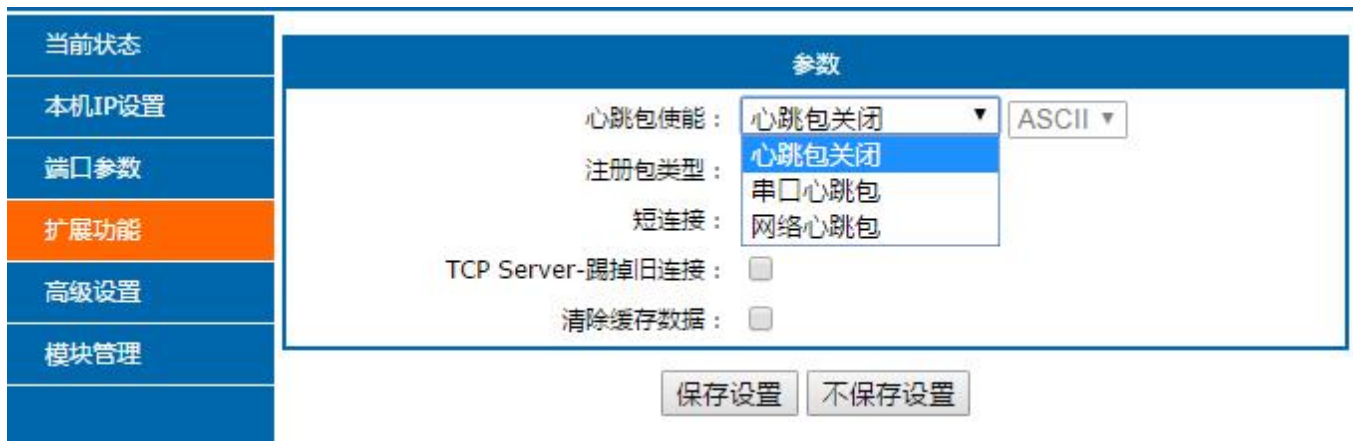 当前状态
本机IP设置
端口参数
扩展功能
高级设置
模块管理
参数
心跳包使能： 心跳包关闭 ASCII
心跳包关闭
注册包类型：
串口心跳包
短连接：
网络心跳包
TCP Server-踢掉旧连接：
清除缓存数据：
保存设置 不保存设置